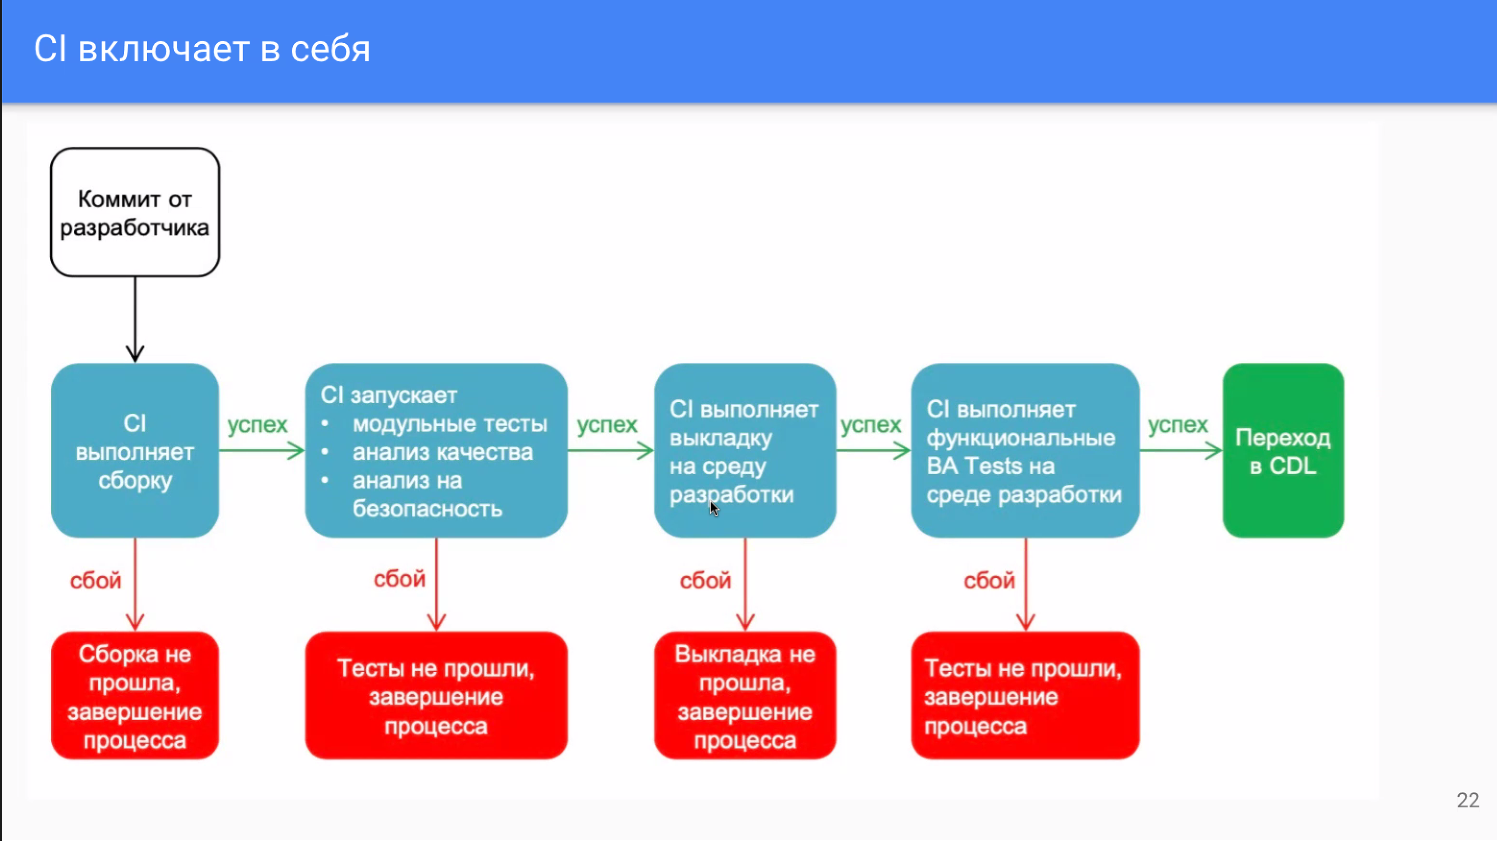 CI включает в себя
Коммит от
разработчика
CI
выполняет
сборку
успех
CI запускает
• модульные тесты
• анализ качества
• анализ на
безопасность
успех
CI выполняет
выкладку
на среду
разработки
успех
CI выполняет
функциональные
BA Tests на
среде разработки
успех
Переход
в CDL
сбой
сбой
сбой
сбой
Сборка не
прошла,
завершение
процесса
Тесты не прошли,
завершение
процесса
Выкладка не
прошла,
завершение
процесса
Тесты не прошли,
завершение
процесса
22